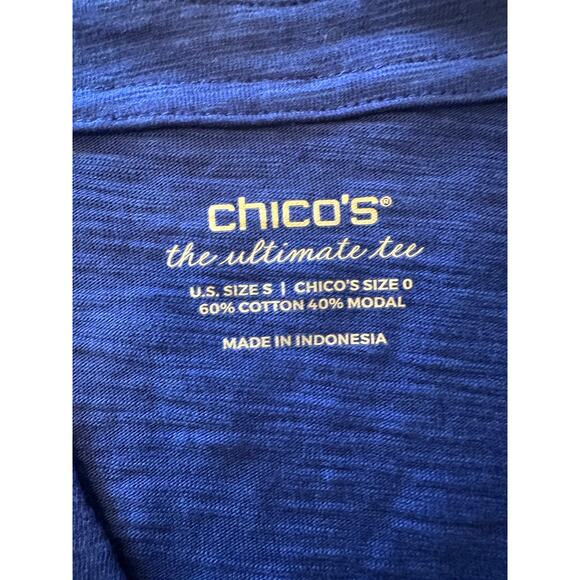 chico's®
the ultimate tee
U.S. SIZE S | CHICO'S SIZE 0
60% COTTON 40% MODAL
MADE IN INDONESIA